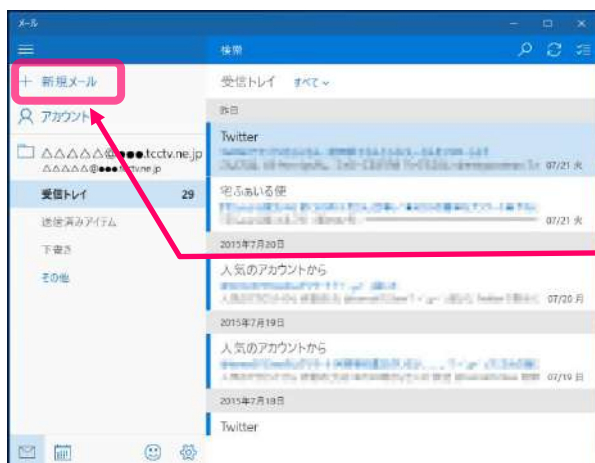 メール
検索
+ 新規メール
受信トレイ すべて
昨日
アカウント
Twitter
07/21 火
△△△△△@●●●.tcctv.ne.jp
△△△△△@●●●.tcctv.ne.jp
宅ふぁいる便
07/21 火
受信トレイ 29
送信済みアイテム
下書き
その他
2015年7月20日
人気のアカウントから
07/20 月
2015年7月19日
人気のアカウントから
07/19 日
2015年7月18日
Twitter